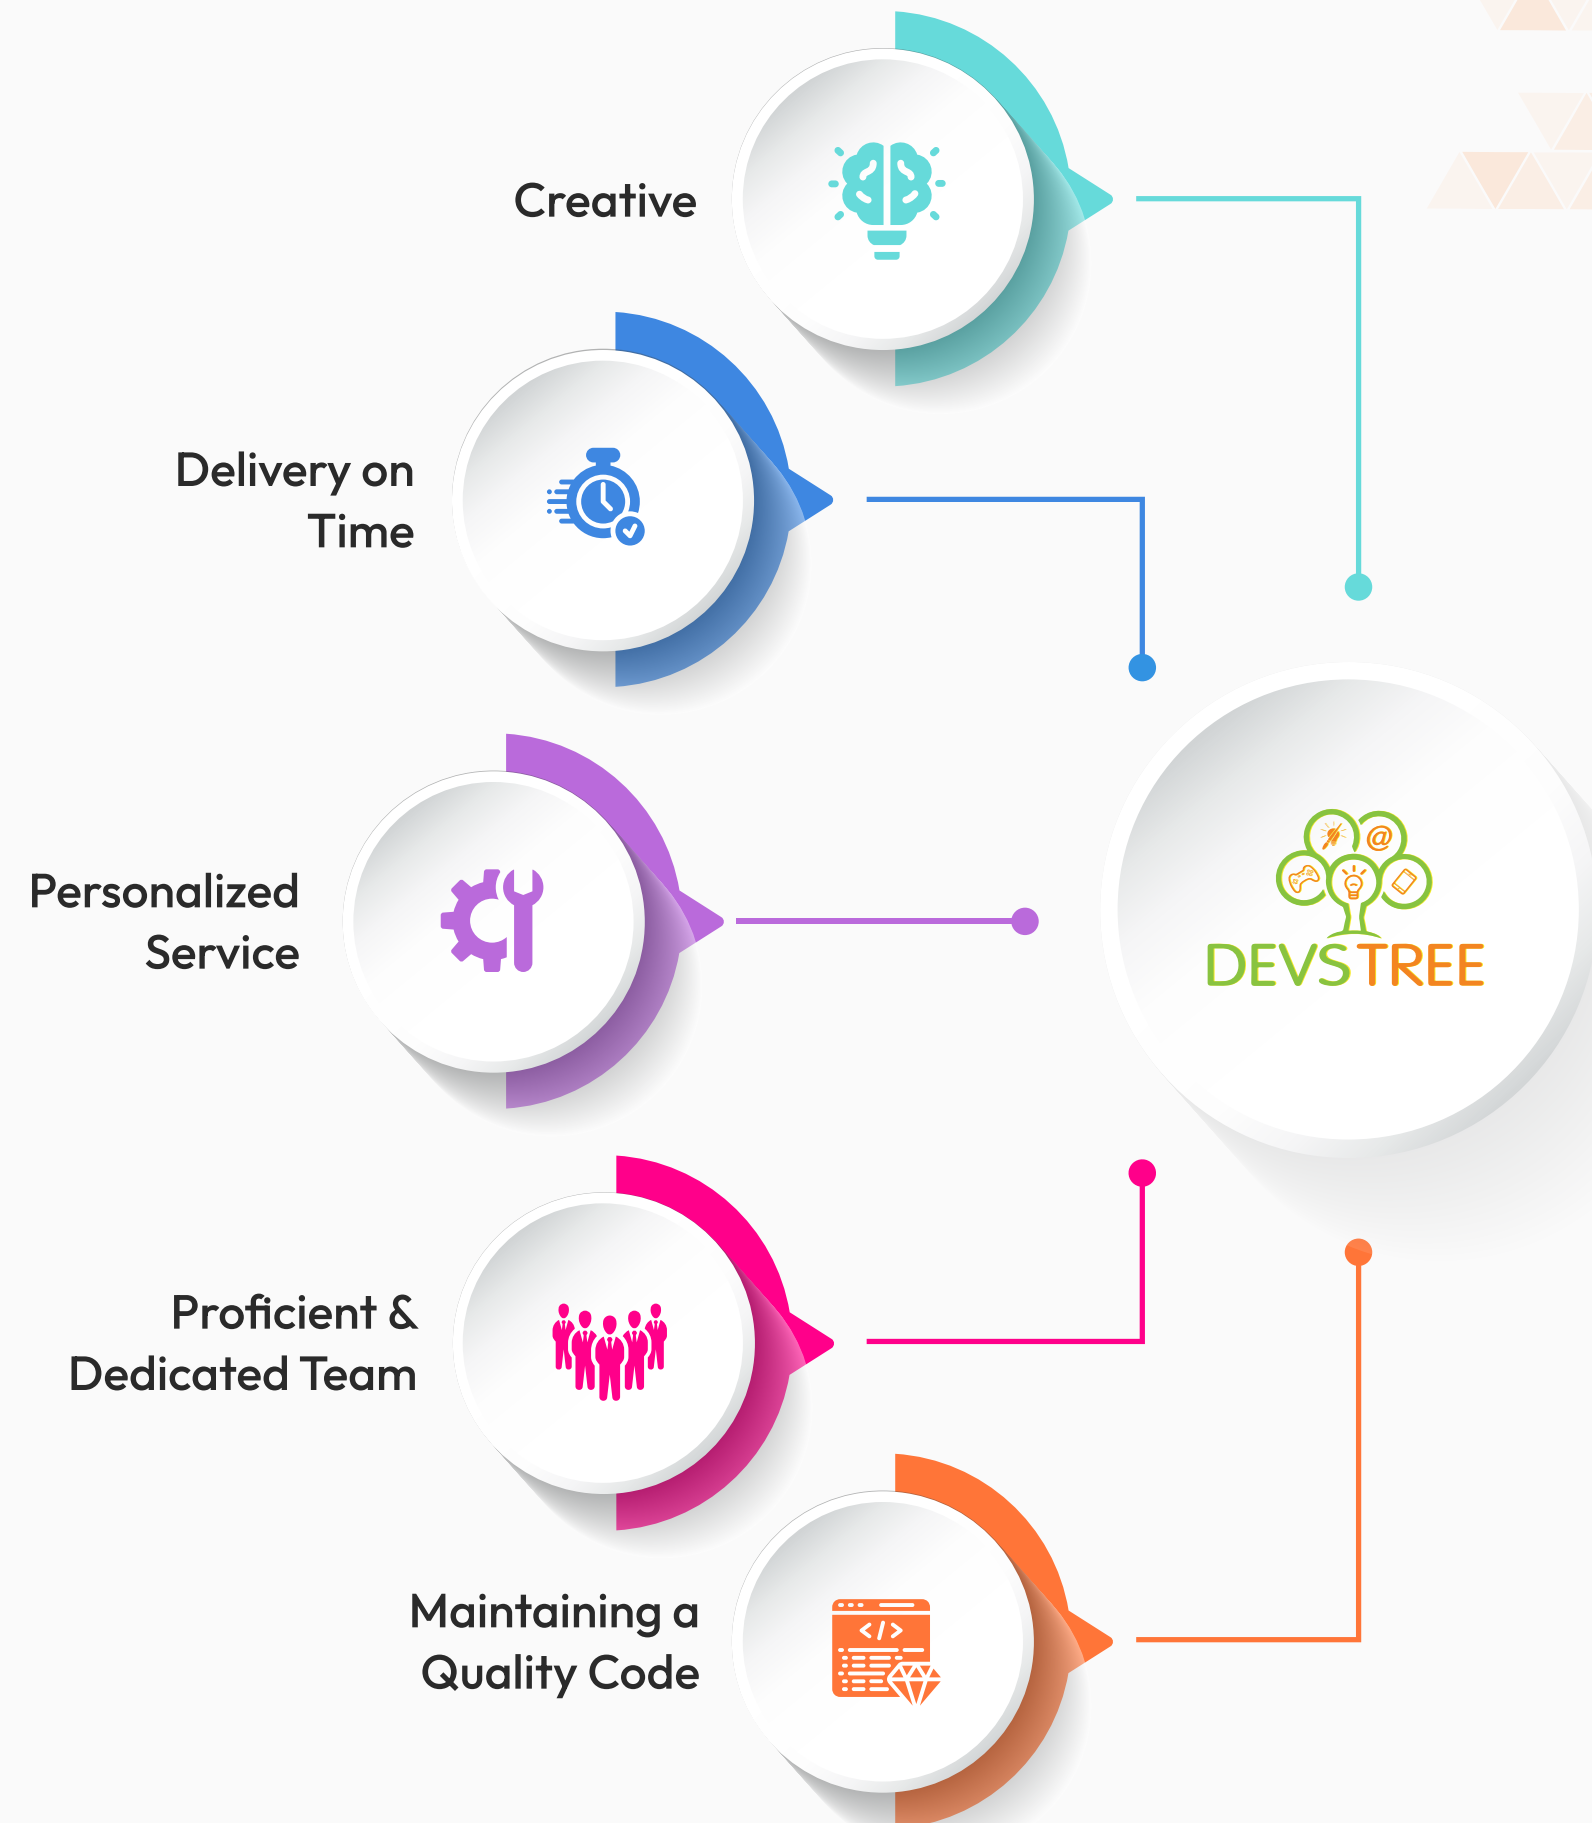 Creative
Delivery on
Time
Personalized
Service
@
DEVSTREE
Proficient &
Dedicated Team
Maintaining a
Quality Code
</>